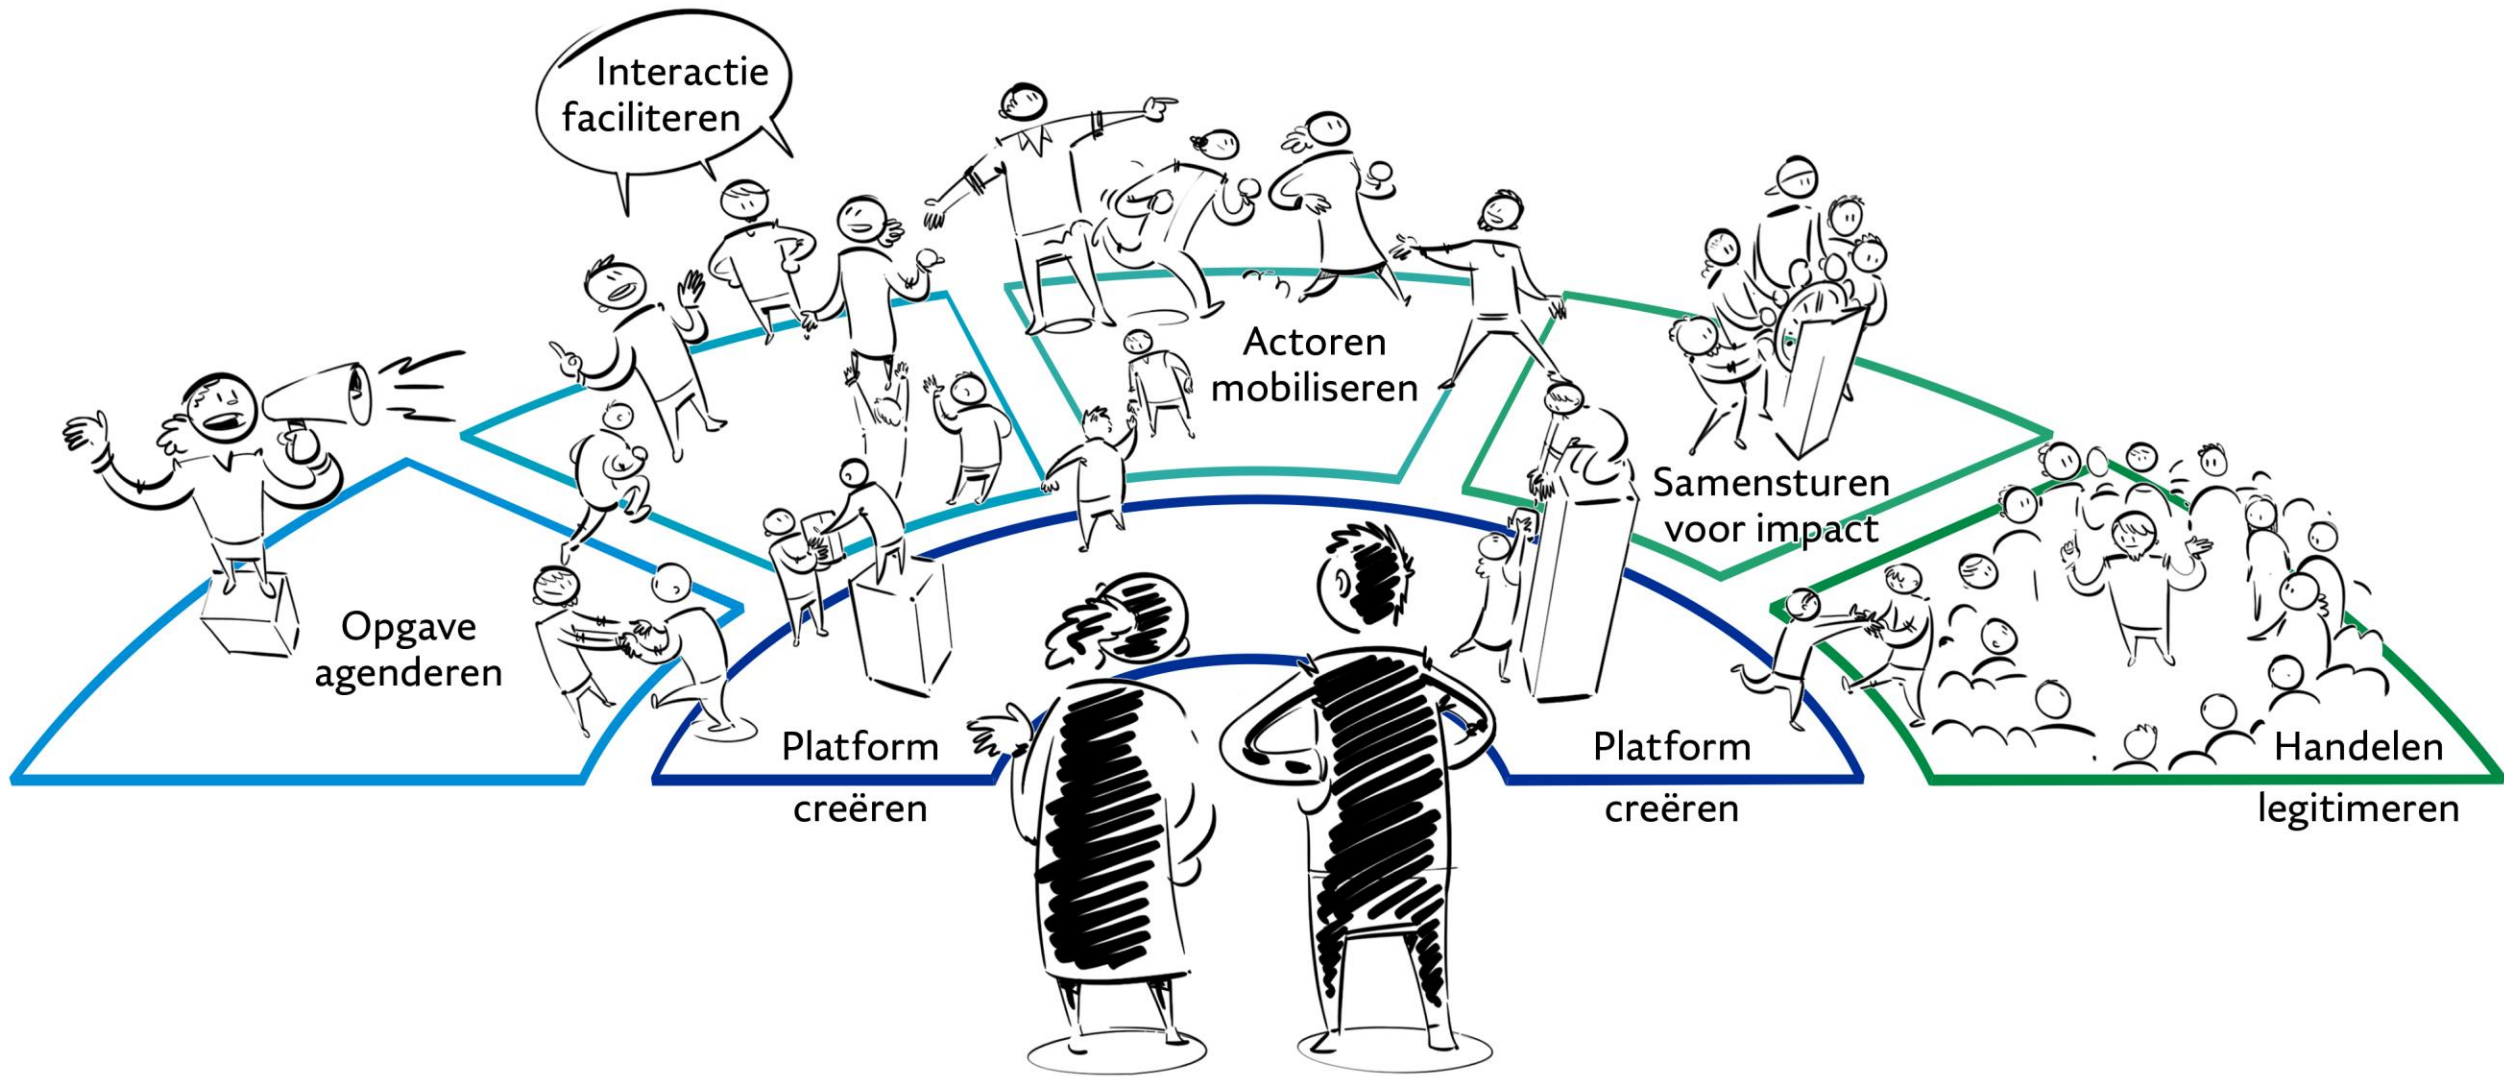 Interactie
faciliteren
Actoren
mobiliseren
Samensturen
voor impact
Opgave
agenderen
Platform
creëren
Platform
creëren
Handelen
legitimeren